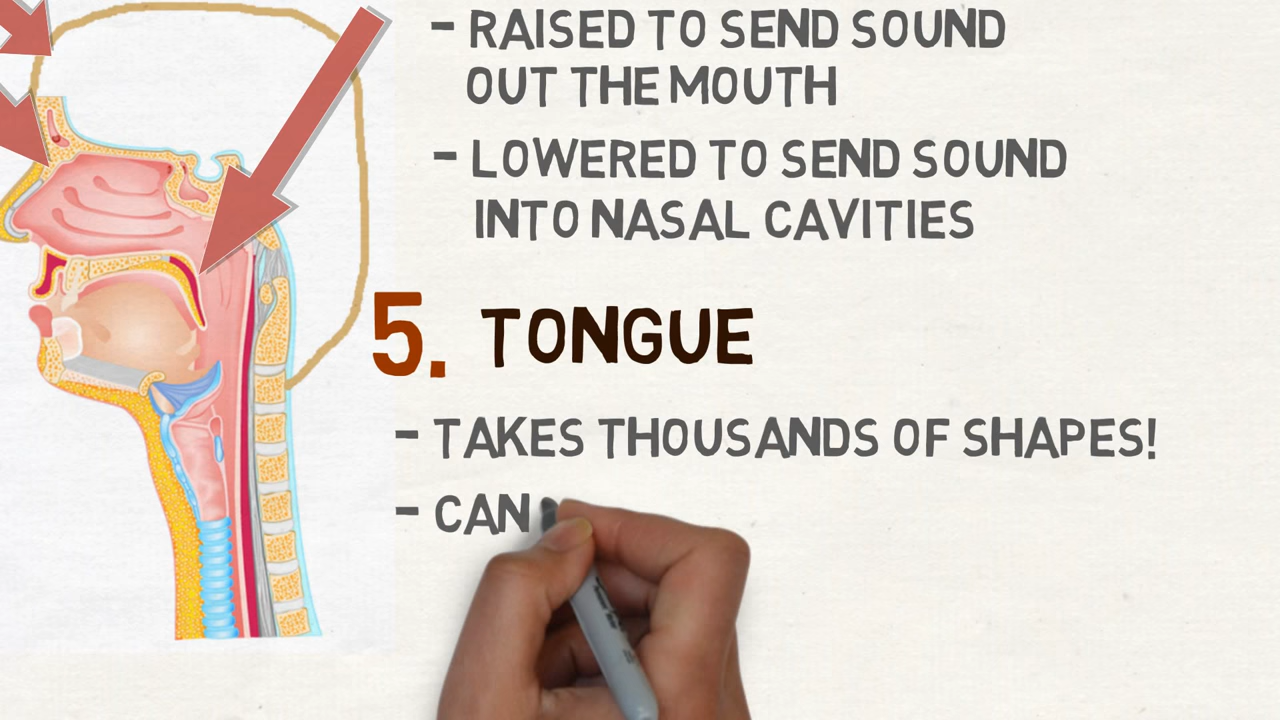 - RAISED TO SEND SOUND
OUT THE MOUTH
- LOWERED TO SEND SOUND
INTO NASAL CAVITIES
5. TONGUE
- TAKES THOUSANDS OF SHAPES!
- CAN